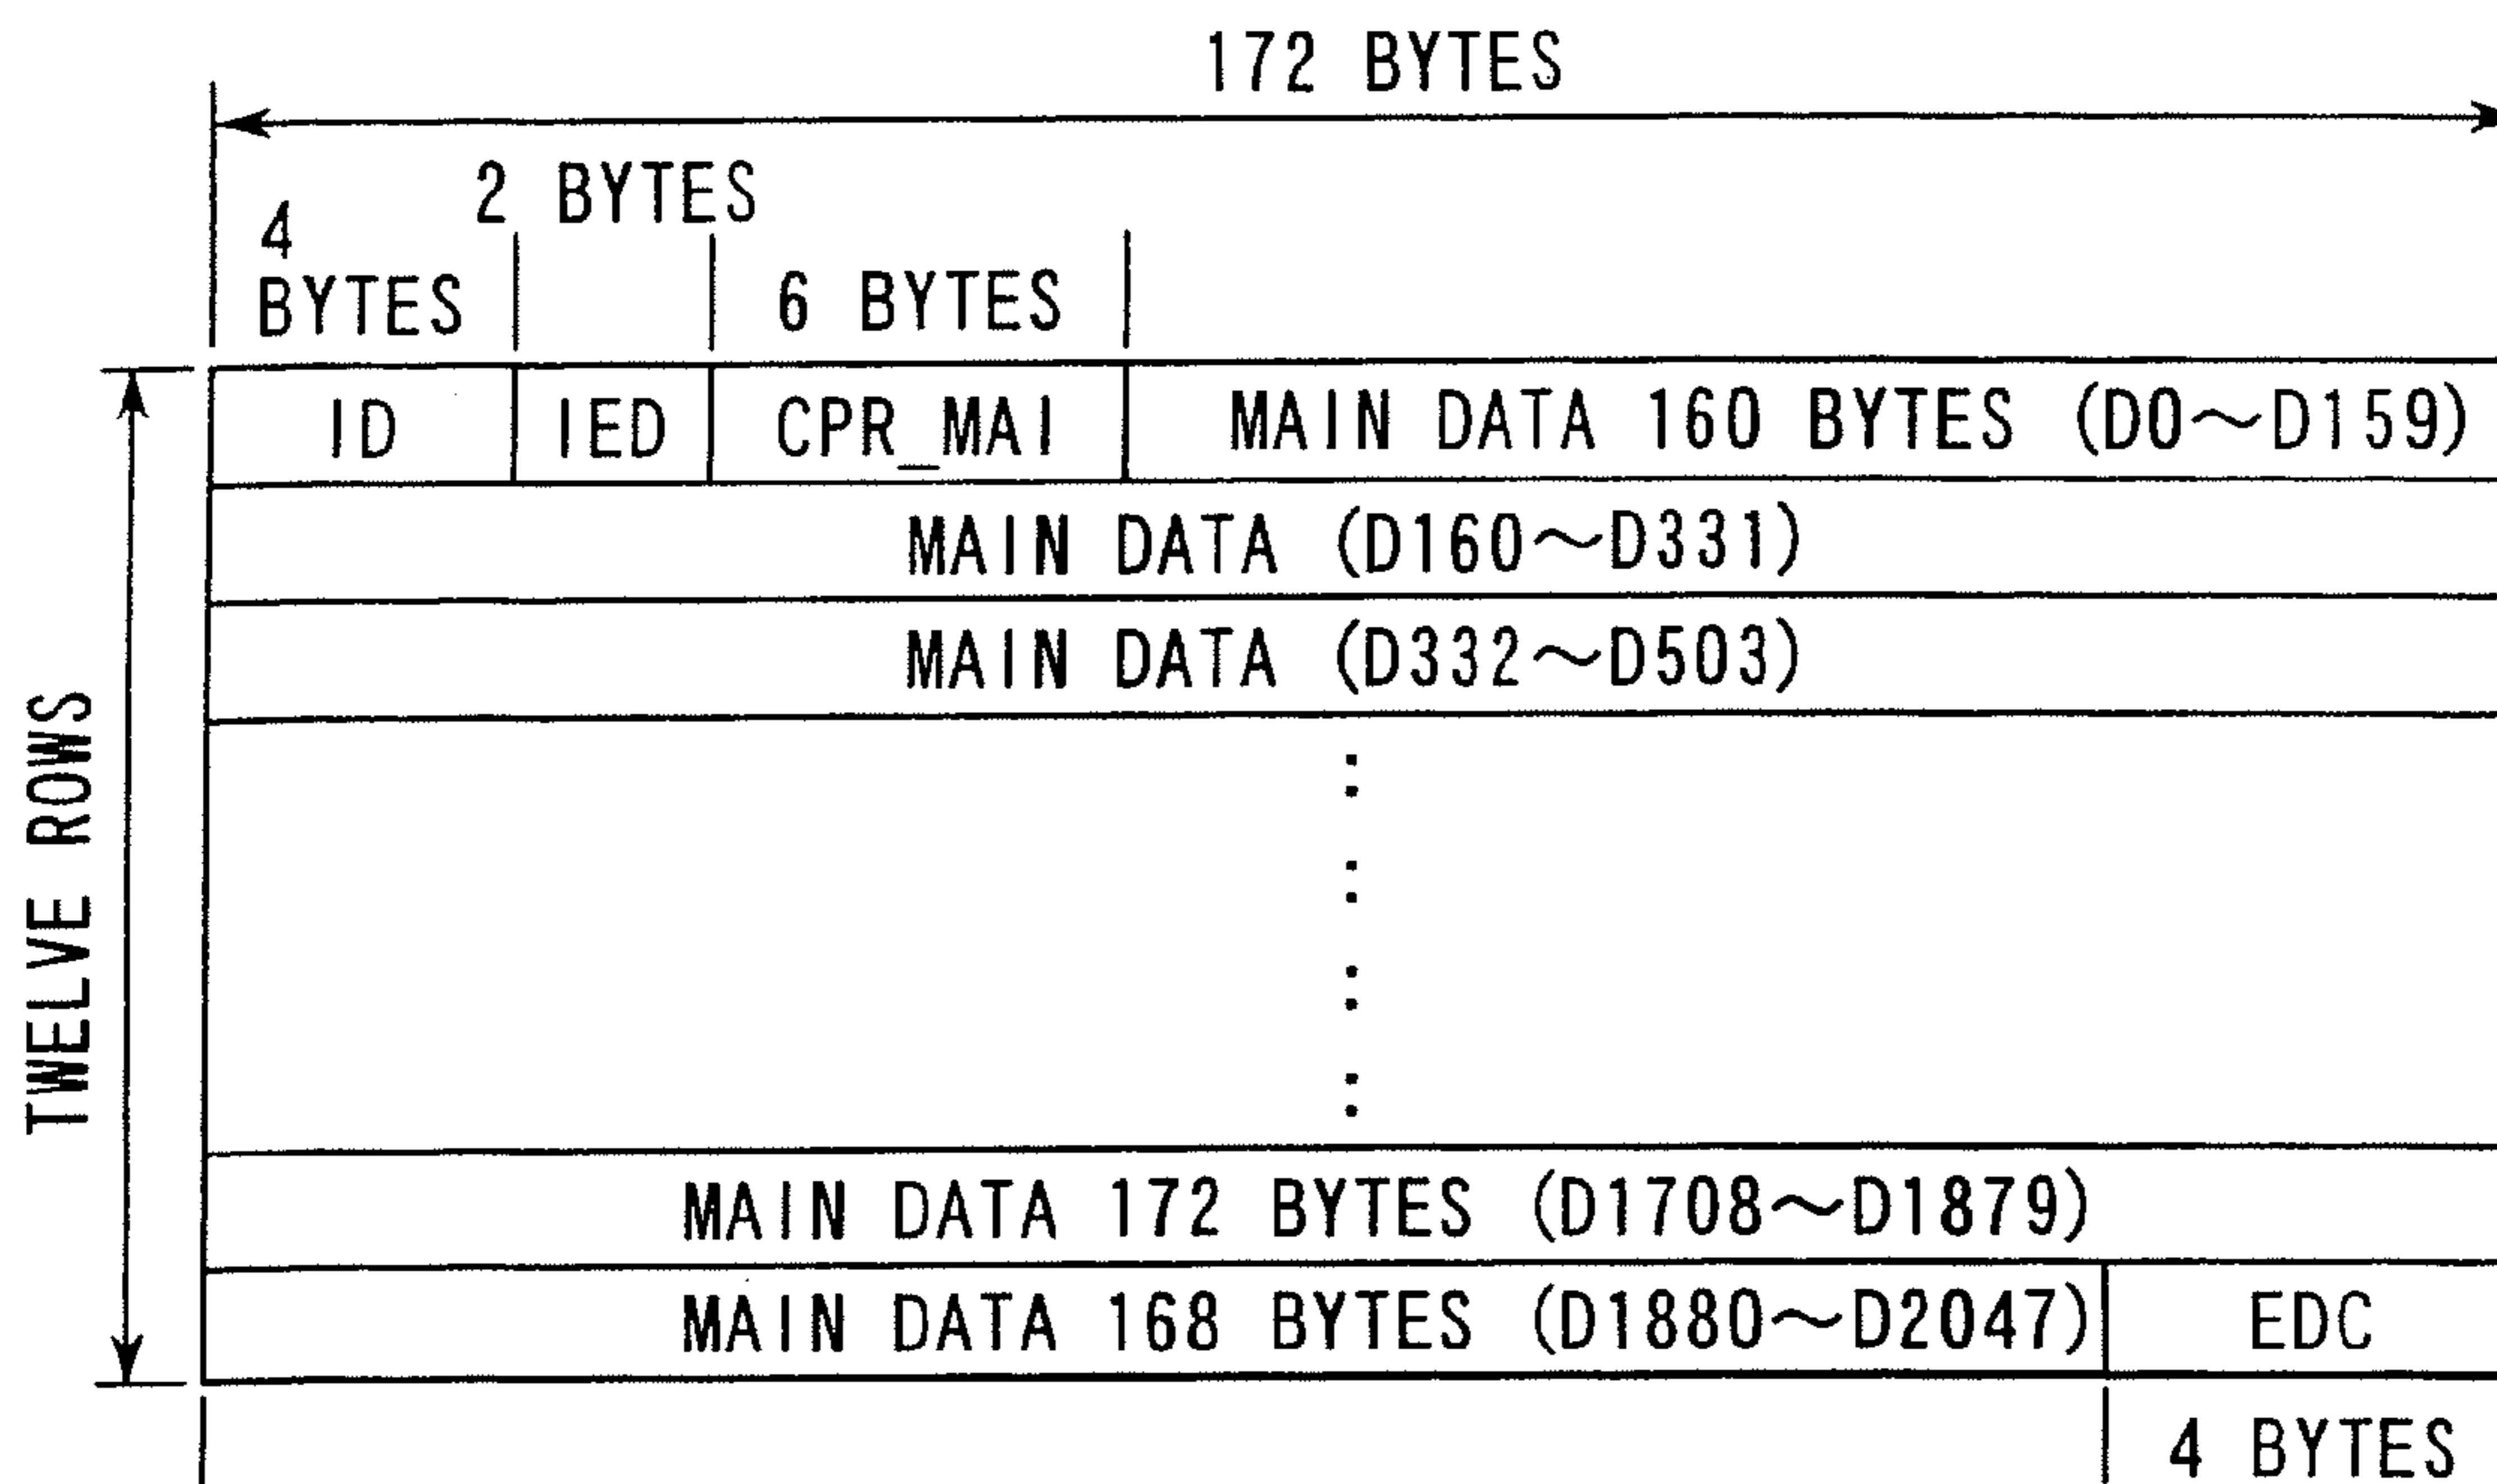 172 BYTES
2 BYTES
4
BYTES
6 BYTES
ID IED CPR_MAI MAIN DATA 160 BYTES (D0～D159)
MAIN DATA (D160～D331)
MAIN DATA (D332～D503)
TWELVE ROWS
MAIN DATA 172 BYTES (D1708～D1879)
MAIN DATA 168 BYTES (D1880～D2047) EDC
4 BYTES